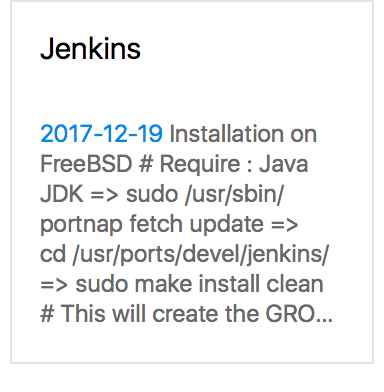 Jenkins
2017-12-19 Installation on
FreeBSD # Require : Java
JDK => sudo /usr/sbin/
portnap fetch update =>
cd /usr/ports/devel/jenkins/
=> sudo make install clean
# This will create the GRO...